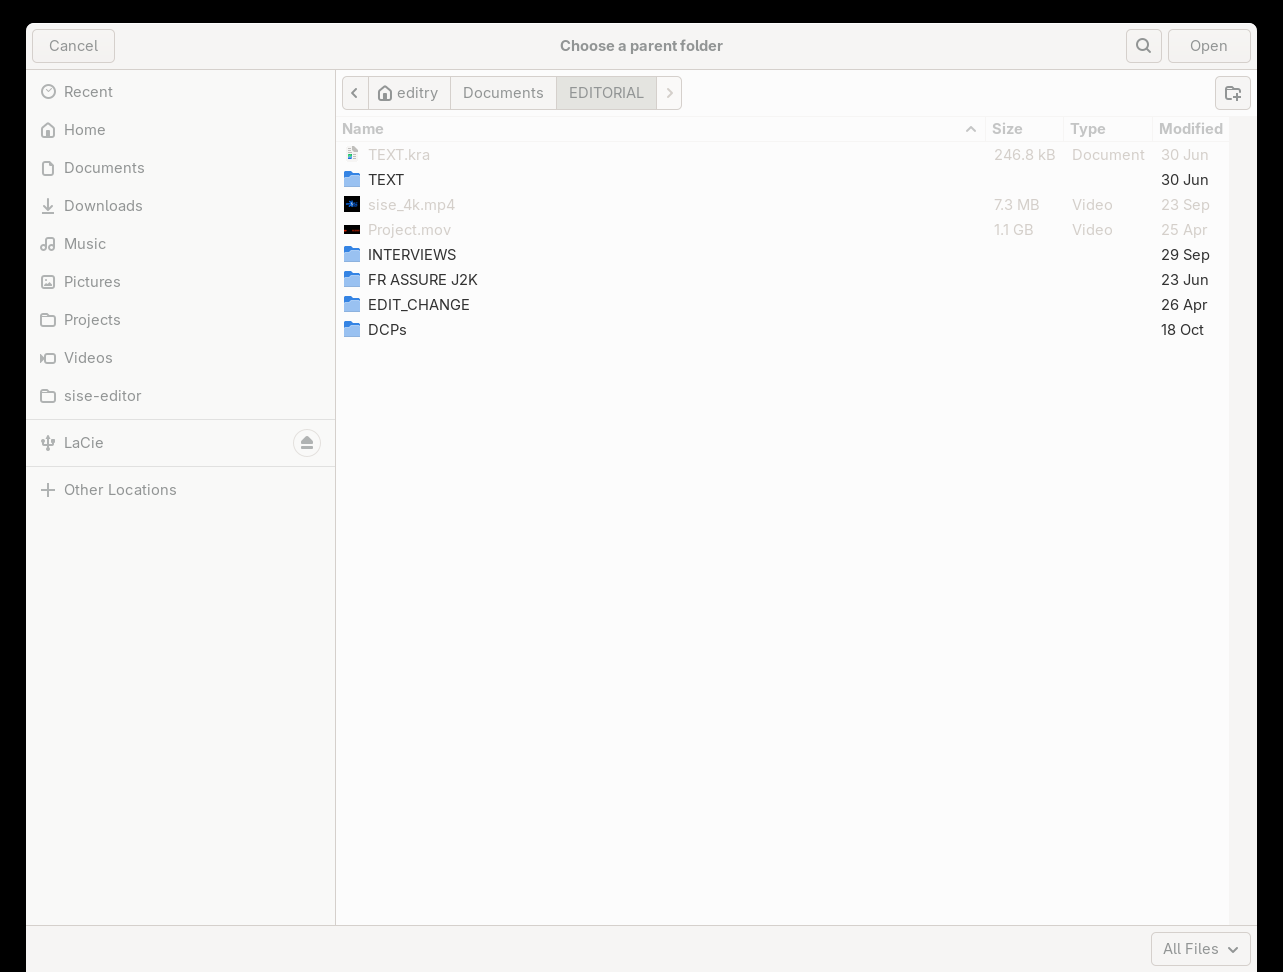 Cancel Choose a parent folder Open
Recent
Home
Documents
Downloads
Music
Pictures
Projects
Videos
sise-editor
LaCie
Other Locations
editry Documents EDITORIAL
Name Size Type Modified
TEXT.kra 246.8 kB Document 30 Jun
TEXT 30 Jun
sise_4k.mp4 7.3 MB Video 23 Sep
Project.mov 1.1 GB Video 25 Apr
INTERVIEWS 29 Sep
FR ASSURE J2K 23 Jun
EDIT_CHANGE 26 Apr
DCPs 18 Oct
All Files